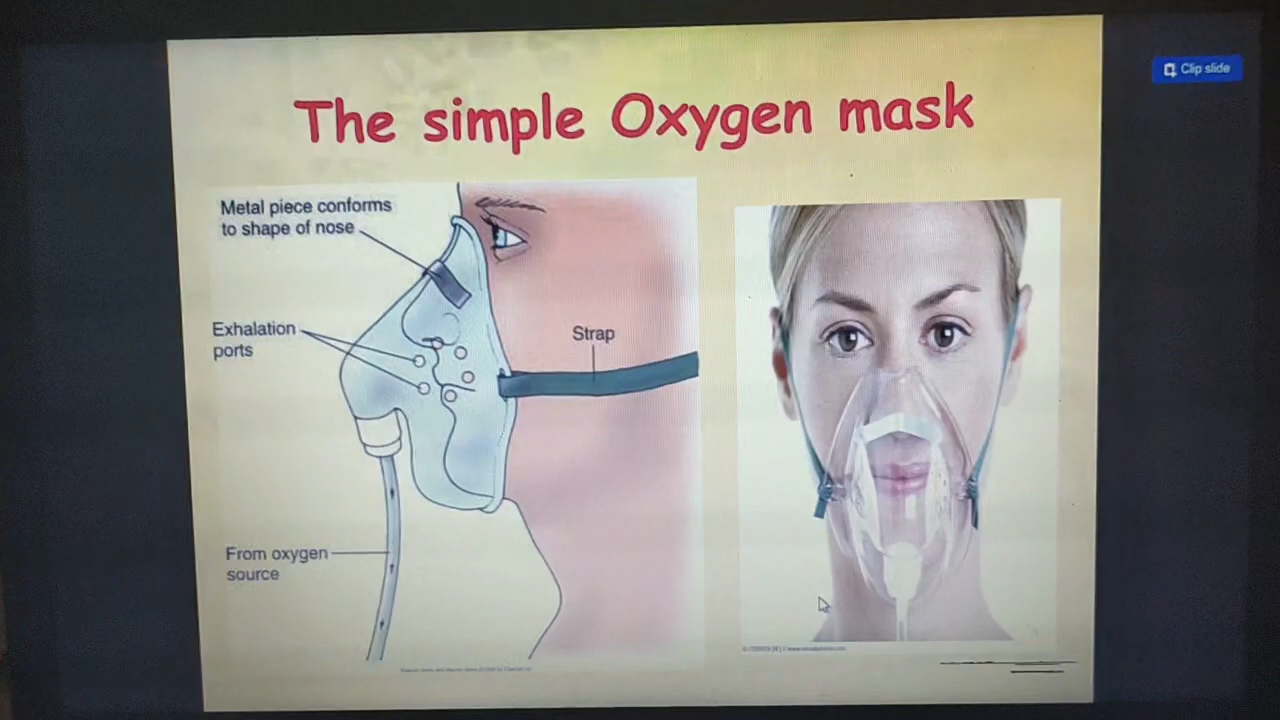 The simple Oxygen mask
Clip slide
Metal piece conforms
to shape of nose
Exhalation
ports
Strap
From oxygen
source